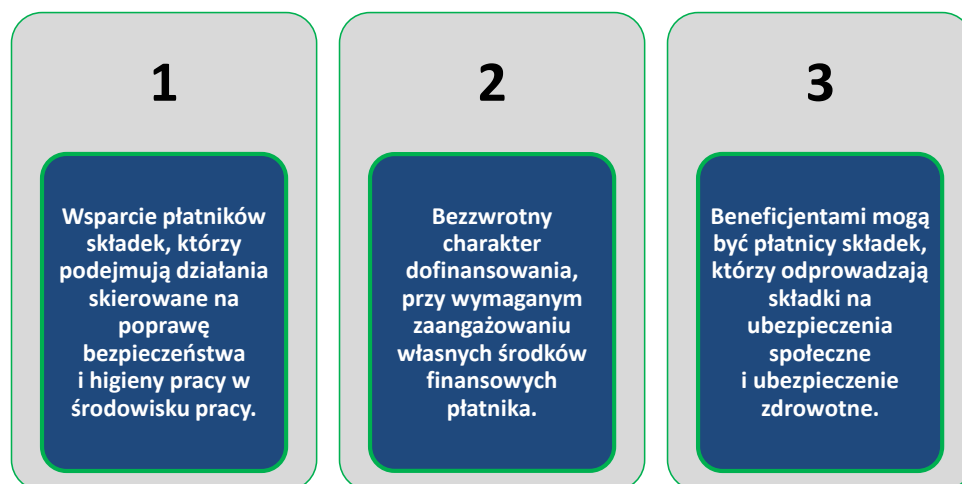 1
Wsparcie płatników
składek, którzy
podejmują działania
skierowane na
poprawę
bezpieczeństwa
i higieny pracy w
środowisku pracy.
2
Bezzwrotny
charakter
dofinansowania,
przy wymaganym
zaangażowaniu
własnych środków
finansowych
płatnika.
3
Beneficjentami mogą
być płatnicy składek,
którzy odprowadzają
składki na
ubezpieczenia
społeczne
i ubezpieczenie
zdrowotne.